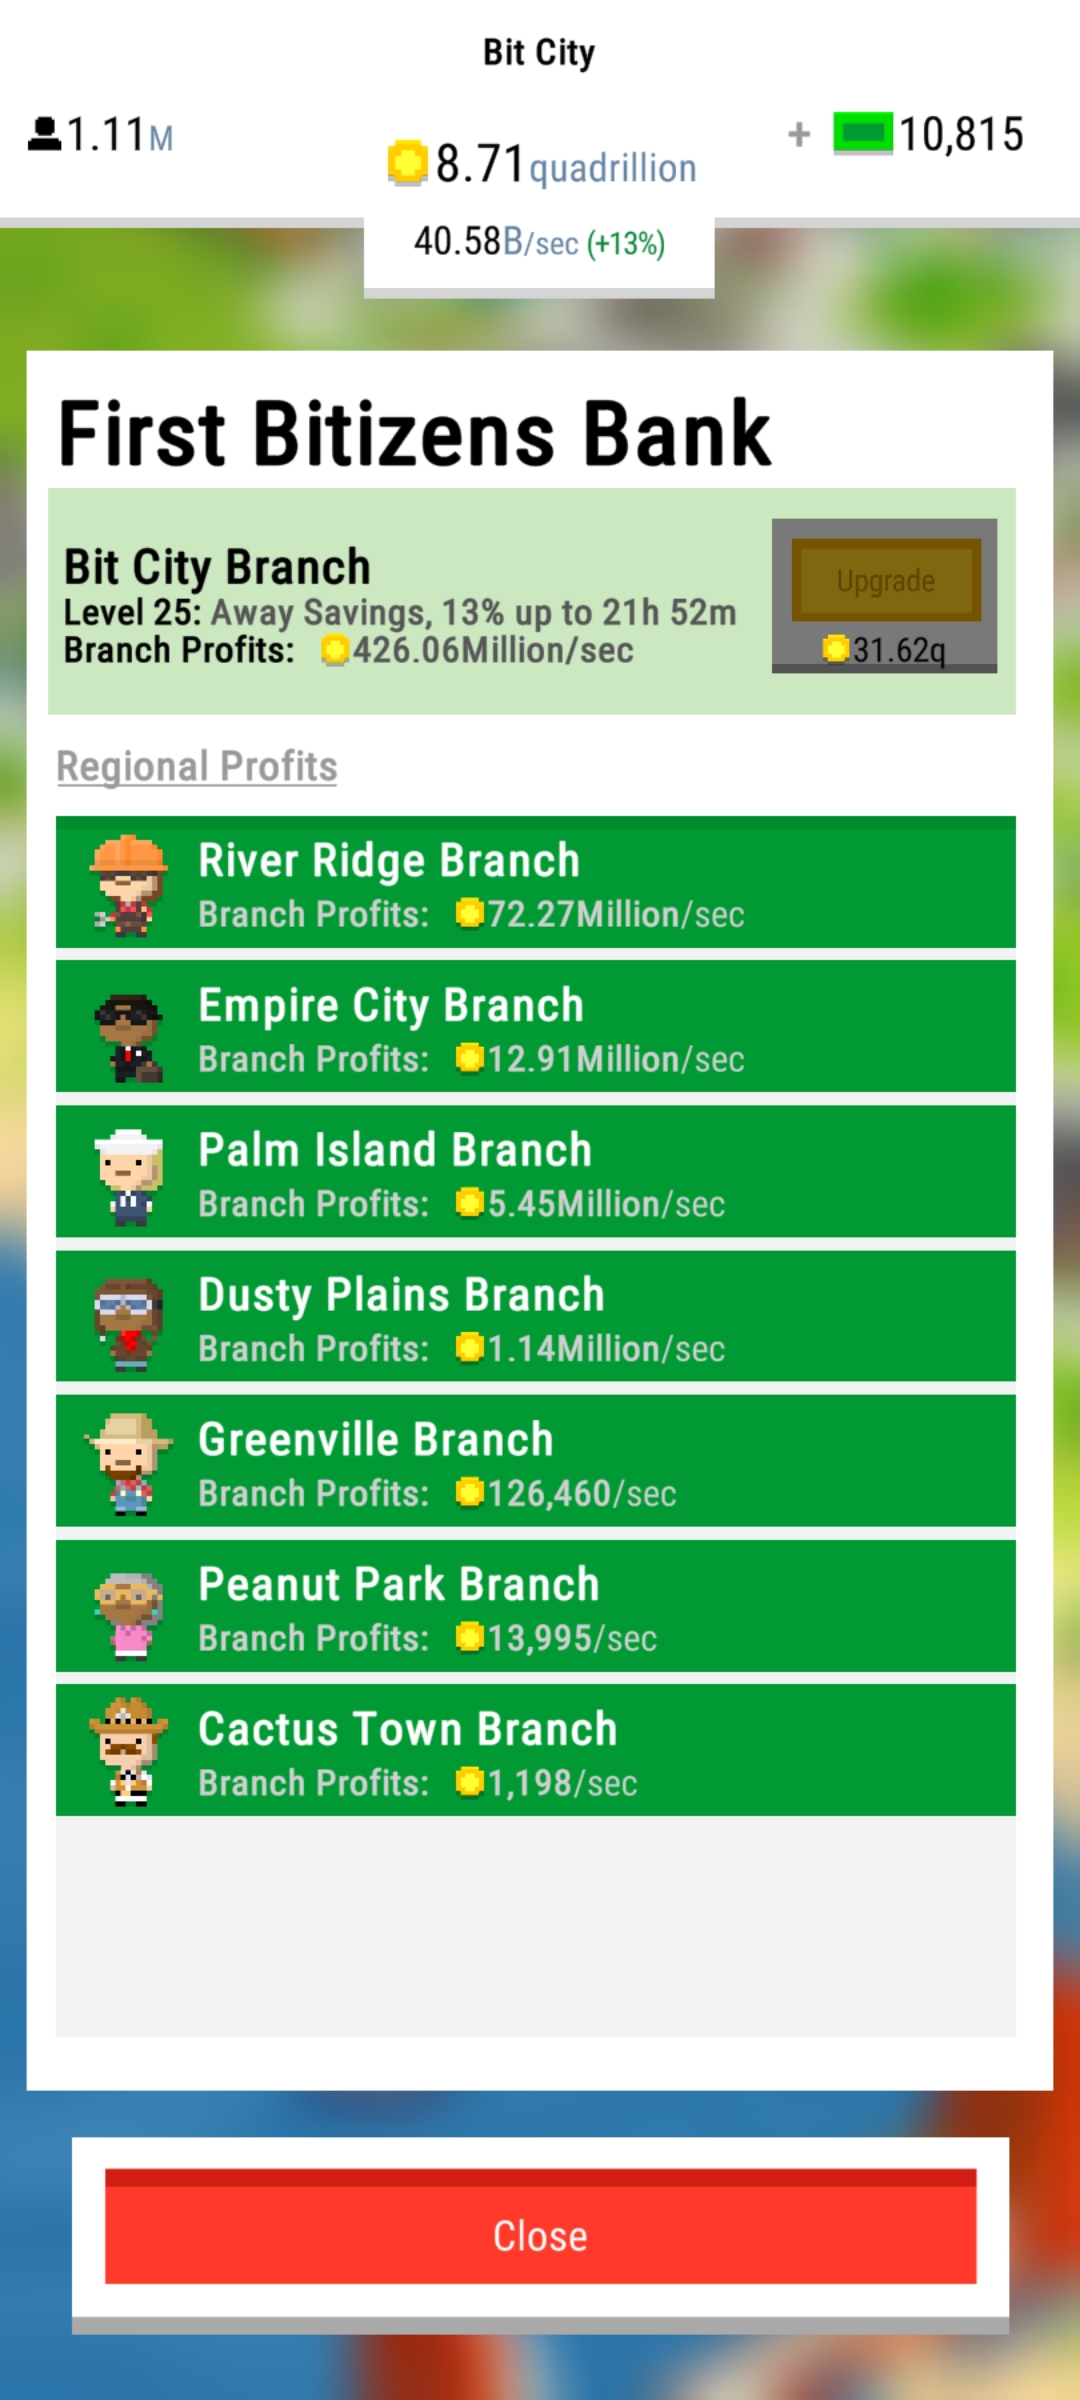 Bit City
1.11M
8.71quadrillion
+ 10,815
40.58B/sec (+13%)
First Bitizens Bank
Bit City Branch
Level 25: Away Savings, 13% up to 21h 52m
Branch Profits: 426.06Million/sec
Upgrade
31.62q
Regional Profits
River Ridge Branch
Branch Profits: 72.27Million/sec
Empire City Branch
Branch Profits: 12.91Million/sec
Palm Island Branch
Branch Profits: 5.45Million/sec
Dusty Plains Branch
Branch Profits: 1.14Million/sec
Greenville Branch
Branch Profits: 126,460/sec
Peanut Park Branch
Branch Profits: 13,995/sec
Cactus Town Branch
Branch Profits: 1,198/sec
Close